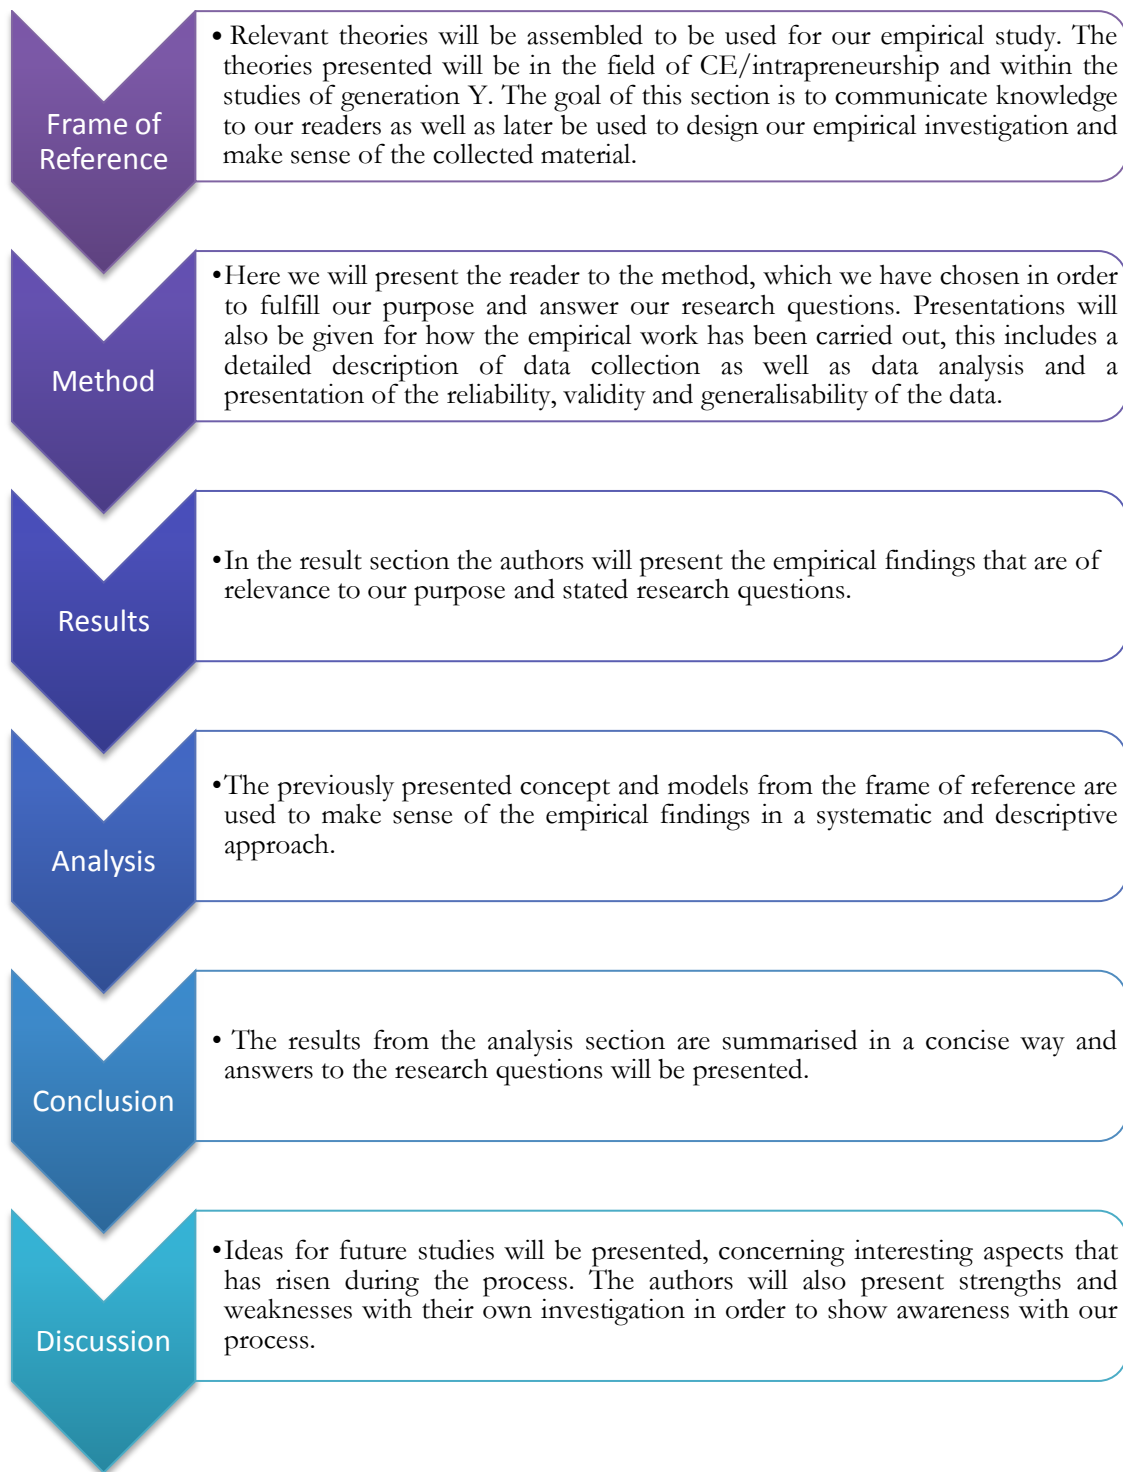 Frame of
Reference
• Relevant theories will be assembled to be used for our empirical study. The
theories presented will be in the field of CE/intrapreneurship and within the
studies of generation Y. The goal of this section is to communicate knowledge
to our readers as well as later be used to design our empirical investigation and
make sense of the collected material.
Method
•Here we will present the reader to the method, which we have chosen in order
to fulfill our purpose and answer our research questions. Presentations will
also be given for how the empirical work has been carried out, this includes a
detailed description of data collection as well as data analysis and a
presentation of the reliability, validity and generalisability of the data.
Results
•In the result section the authors will present the empirical findings that are of
relevance to our purpose and stated research questions.
Analysis
•The previously presented concept and models from the frame of reference are
used to make sense of the empirical findings in a systematic and descriptive
approach.
Conclusion
• The results from the analysis section are summarised in a concise way and
answers to the research questions will be presented.
Discussion
•Ideas for future studies will be presented, concerning interesting aspects that
has risen during the process. The authors will also present strengths and
weaknesses with their own investigation in order to show awareness with our
process.